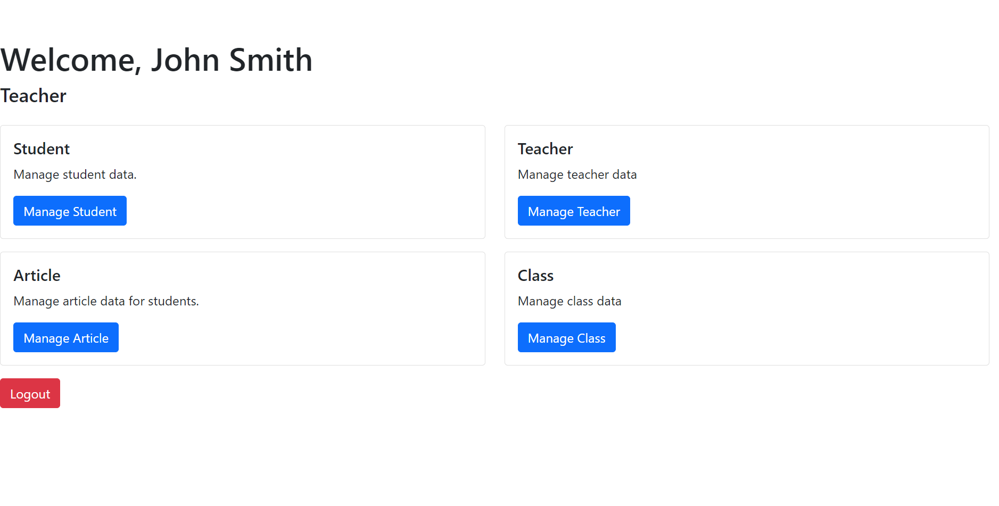 Welcome, John Smith
Teacher
Student
Manage student data.
Manage Student
Teacher
Manage teacher data
Manage Teacher
Article
Manage article data for students.
Manage Article
Class
Manage class data
Manage Class
Logout